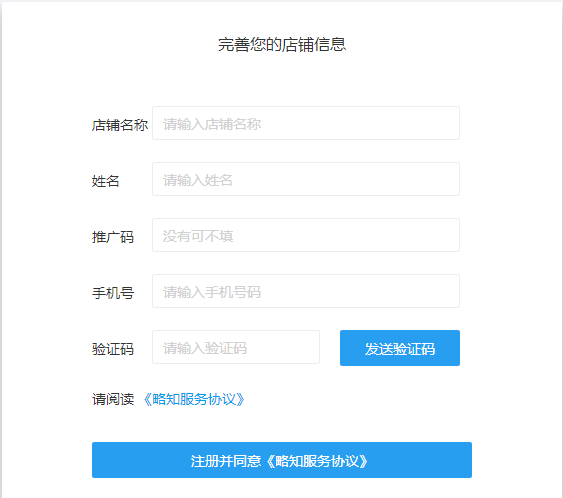 完善您的店铺信息
店铺名称 请输入店铺名称
姓名 请输入姓名
推广码 没有可不填
手机号 请输入手机号码
验证码 请输入验证码 发送验证码
请阅读 《略知服务协议》
注册并同意《略知服务协议》